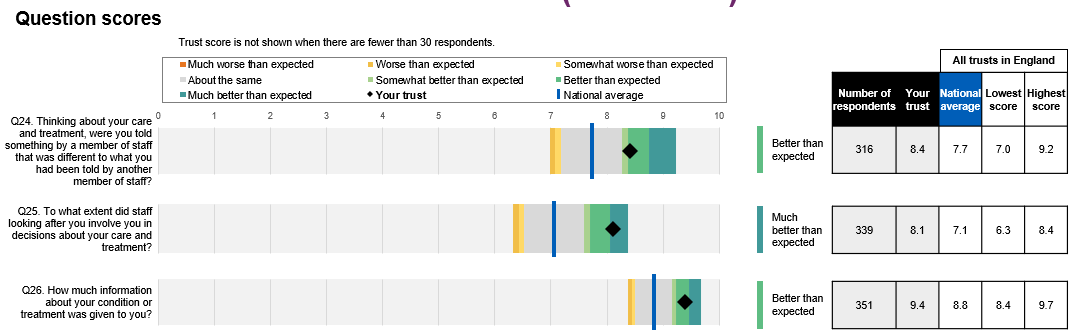 Question scores
Trust score is not shown when there are fewer than 30 respondents.
Much worse than expected Worse than expected Somewhat worse than expected
About the same Somewhat better than expected Better than expected
Much better than expected Your trust National average
All trusts in England
Number of respondents Your trust National average Lowest score Highest score
0 1 2 3 4 5 6 7 8 9 10
Q24. Thinking about your care
and treatment, were you told
something by a member of staff
that was different to what you
had been told by another
member of staff?
Better than
expected
316 8.4 7.7 7.0 9.2
Q25. To what extent did staff
looking after you involve you in
decisions about your care and
treatment?
Much
better than
expected
339 8.1 7.1 6.3 8.4
Q26. How much information
about your condition or
treatment was given to you?
Better than
expected
351 9.4 8.8 8.4 9.7